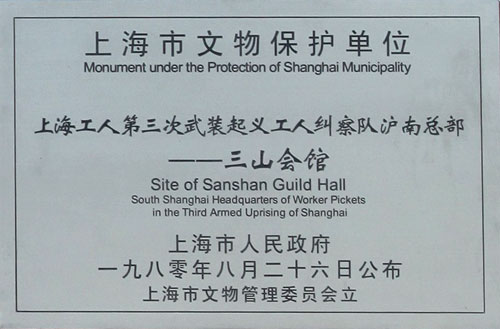 上海市文物保护单位
Monument under the Protection of Shanghai Municipality
上海工人第三次武装起义工人纠察队沪南总部
——三山会馆
Site of Sanshan Guild Hall
South Shanghai Headquarters of Worker Pickets
in the Third Armed Uprising of Shanghai
上海市人民政府
一九八零年八月二十六日公布
上海市文物管理委员会立